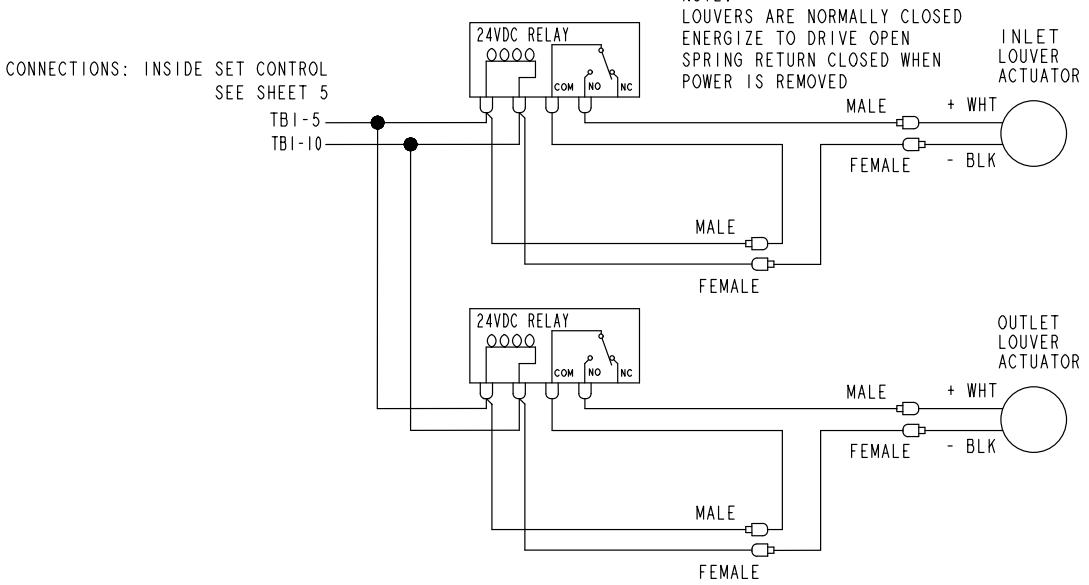 LOUVERS ARE NORMALLY CLOSED
ENERGIZE TO DRIVE OPEN
SPRING RETURN CLOSED WHEN
POWER IS REMOVED
24VDC RELAY
COM NO NC
INLET
LOUVER
ACTUATOR
CONNECTIONS: INSIDE SET CONTROL
SEE SHEET 5
TB1-5
TB1-10
MALE
+ WHT
FEMALE
- BLK
MALE
FEMALE
24VDC RELAY
COM NO NC
OUTLET
LOUVER
ACTUATOR
MALE
+ WHT
FEMALE
- BLK
MALE
FEMALE